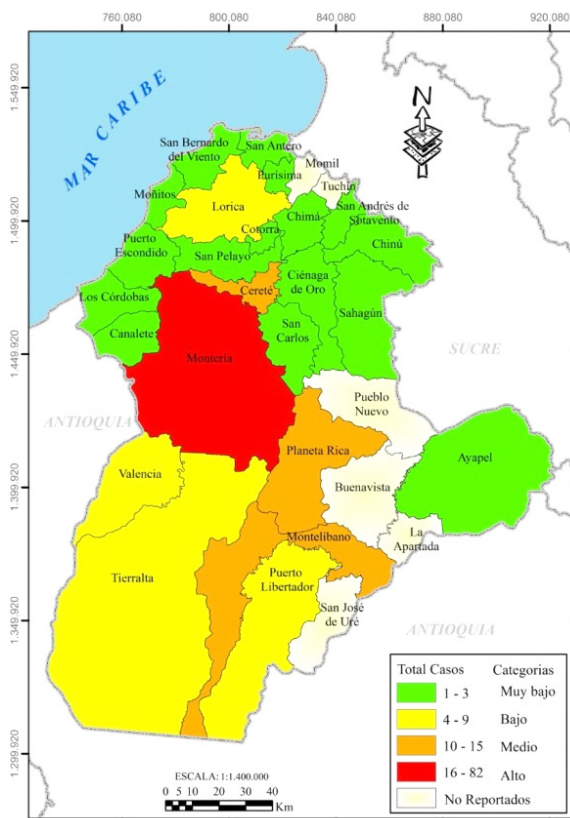 760.080 800.080 840.080 880.080 920.080
1.549.920
1.499.920
1.449.920
1.399.920
1.349.920
1.299.920
MAR CARIBE
N
San Bernardo
del Viento
San Antero
Purísima
Momil
Tuchín
Moñitos
Lorica
San Andrés de
Sotavento
Chimá
Cotorra
Chinú
Puerto
Escondido
San Pelayo
Ciénaga
de Oro
Cereté
Los Córdobas
Sahagún
Canalete
San
Carlos
Montería
SUCRE
Pueblo
Nuevo
ANTIOQUIA
Planeta Rica
Ayapel
Valencia
Buenavista
La
Apartada
Montelíbano
Tierralta
Puerto
Libertador
San José
de Uré
ANTIOQUIA
Total Casos Categorias
1 - 3 Muy bajo
4 - 9 Bajo
10 - 15 Medio
16 - 82 Alto
No Reportados
ESCALA: 1:1.400.000
0 5 10 20 30 40
Km